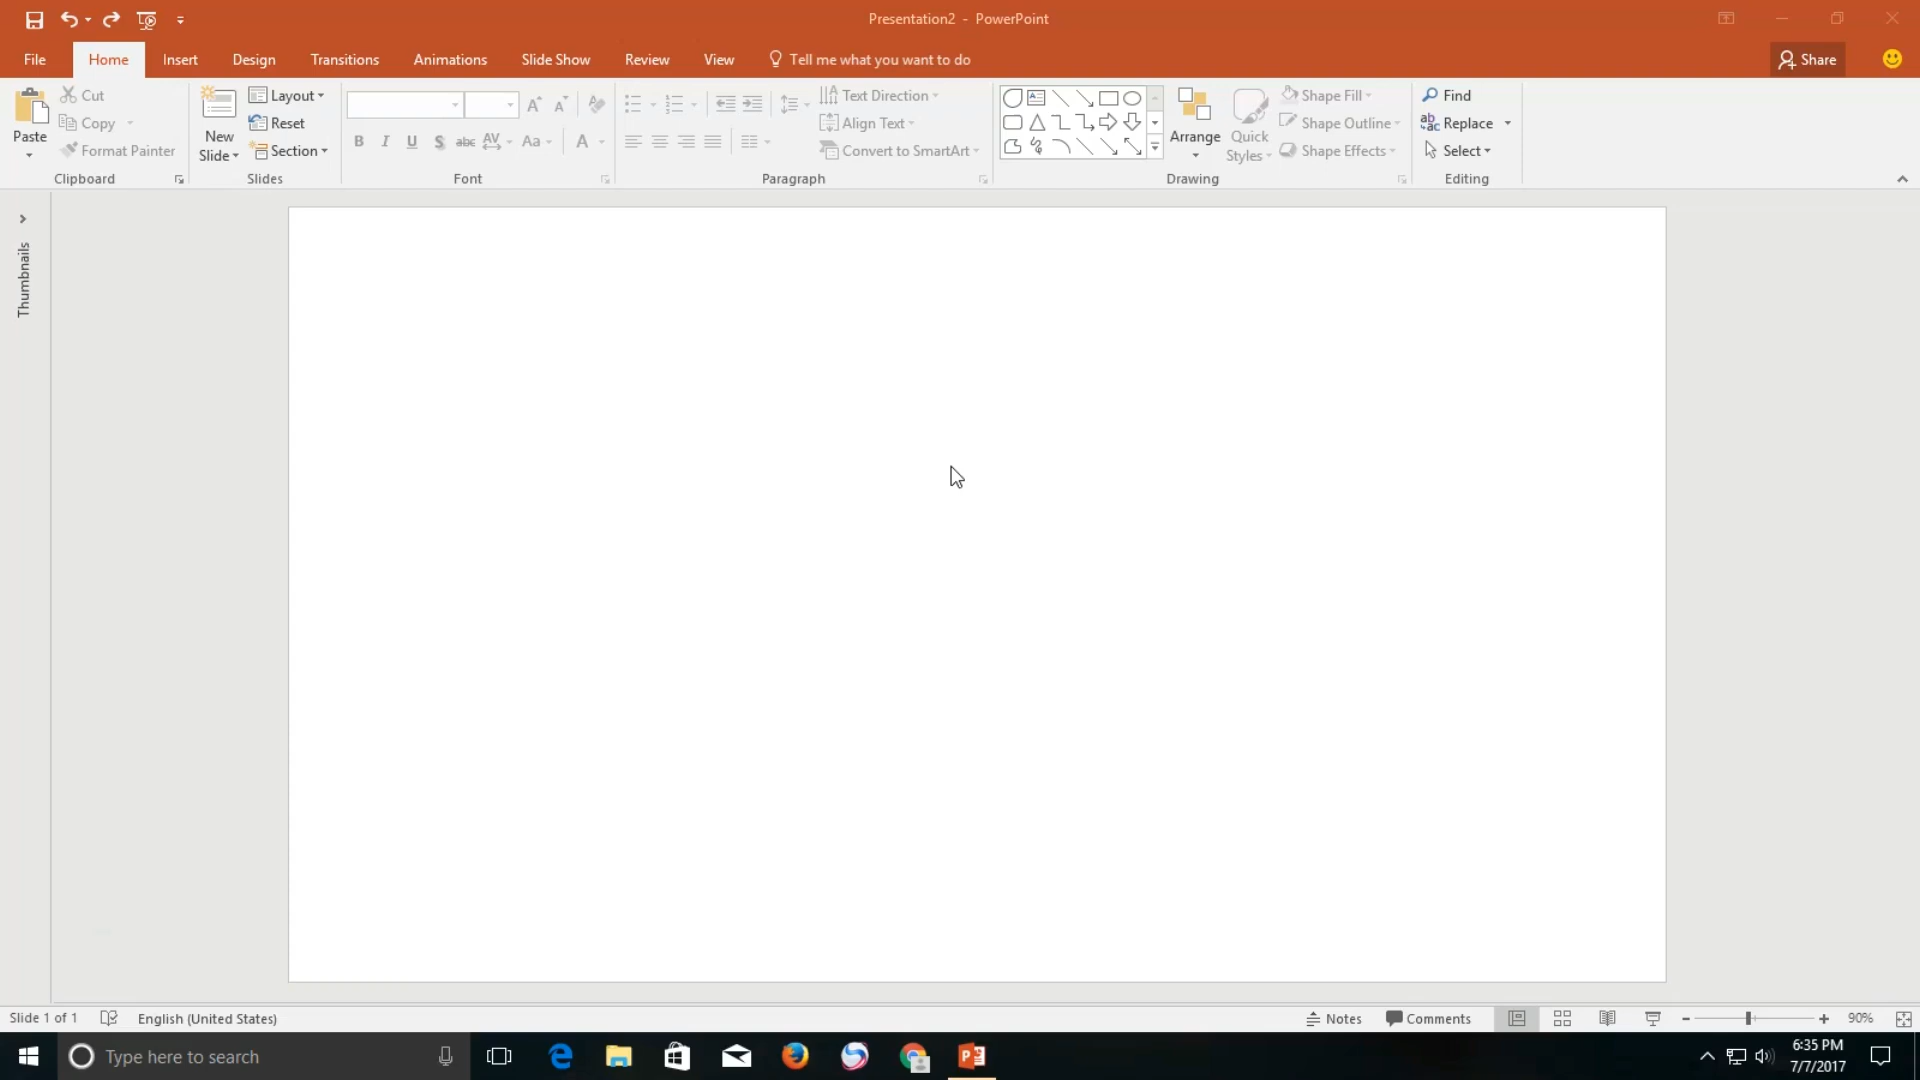 Presentation2 - PowerPoint
File Home Insert Design Transitions Animations Slide Show Review View Tell me what you want to do Share
Paste
Cut
Copy
Format Painter
Clipboard
New Slide
Layout
Reset
Section
Slides
B I U S abc AV Aa A
Font
Text Direction
Align Text
Convert to SmartArt
Paragraph
Arrange
Quick Styles
Shape Fill
Shape Outline
Shape Effects
Drawing
Find
Replace
Select
Editing
Thumbnails
Slide 1 of 1 English (United States) Notes Comments 90%
Type here to search
6:35 PM
7/7/2017